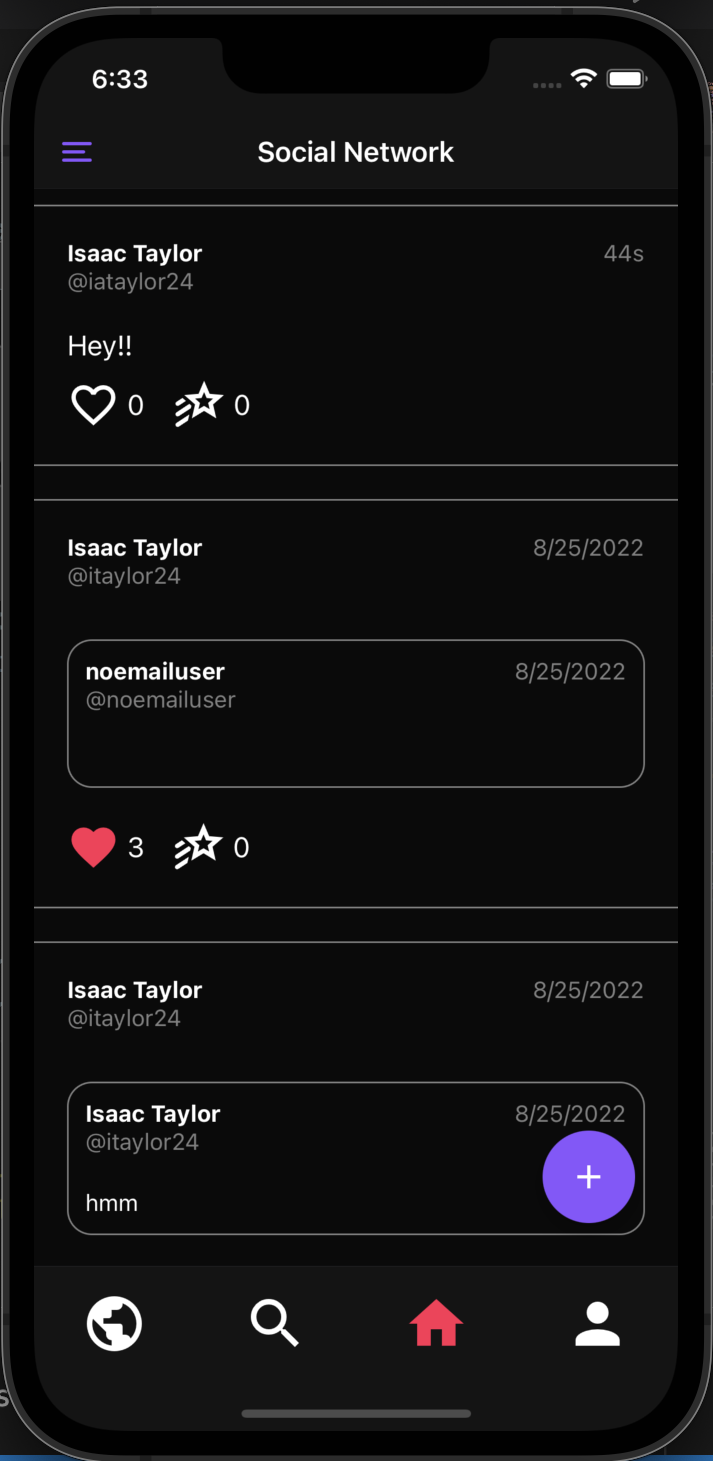 6:33
Social Network
Isaac Taylor 44s
@iataylor24
Hey!!
0 0
Isaac Taylor 8/25/2022
@itaylor24
noemailuser 8/25/2022
@noemailuser
3 0
Isaac Taylor 8/25/2022
@itaylor24
Isaac Taylor 8/25/2022
@itaylor24
hmm
+